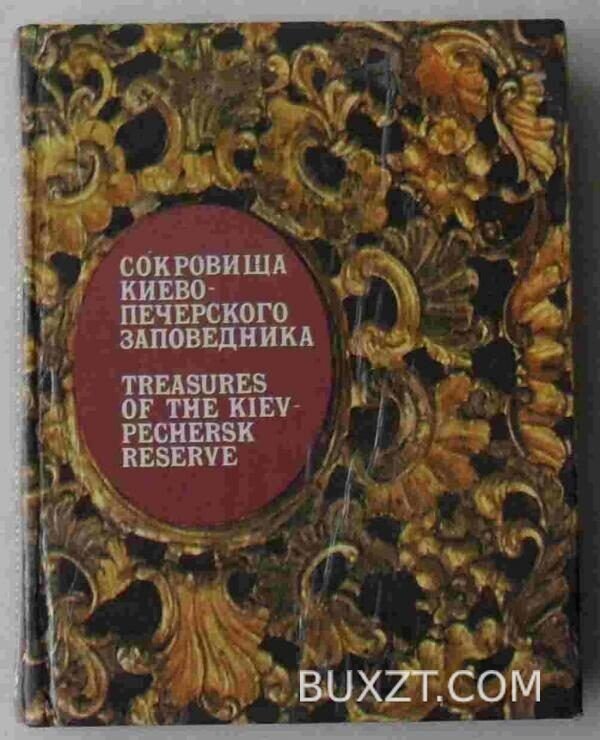 СОКРОВИЩА
КИЕВО-
ПЕЧЕРСКОГО
ЗАПОВЕДНИКА
TREASURES
OF THE KIEV-
PECHERSK
RESERVE
BUXZT.COM